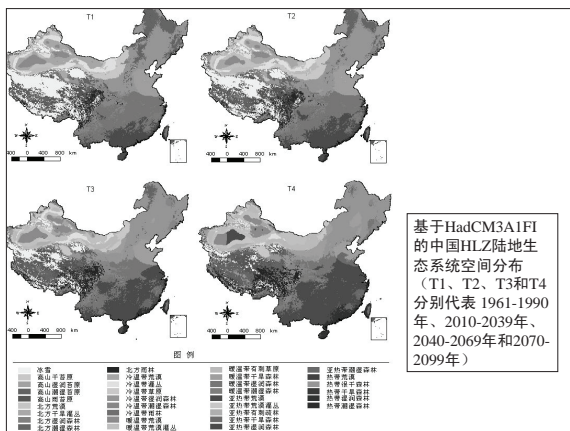 T1
T2
400 0 400 800 km
400 0 400 800 km
T3
T4
400 0 400 800 km
400 0 400 800 km
图 例
冰雪
高山干苔原
高山湿润苔原
高山潮湿苔原
高山雨苔原
北方荒漠
北方干旱灌丛
北方湿润森林
北方潮湿森林
北方雨林
冷温带荒漠
冷温带灌丛
冷温带草原
冷温带湿润森林
冷温带潮湿森林
冷温带雨林
暖温带荒漠
暖温带荒漠灌丛
暖温带有刺草原
暖温带干旱森林
暖温带湿润森林
暖温带潮湿森林
亚热带荒漠
亚热带荒漠灌丛
亚热带有刺疏林
亚热带干旱森林
亚热带湿润森林
亚热带潮湿森林
热带荒漠
热带很干森林
热带干旱森林
热带湿润森林
热带潮湿森林
基于HadCM3A1FI
的中国HLZ陆地生
态系统空间分布
（T1、T2、T3和T4
分别代表 1961-1990
年、2010-2039年、
2040-2069年和2070-
2099年）